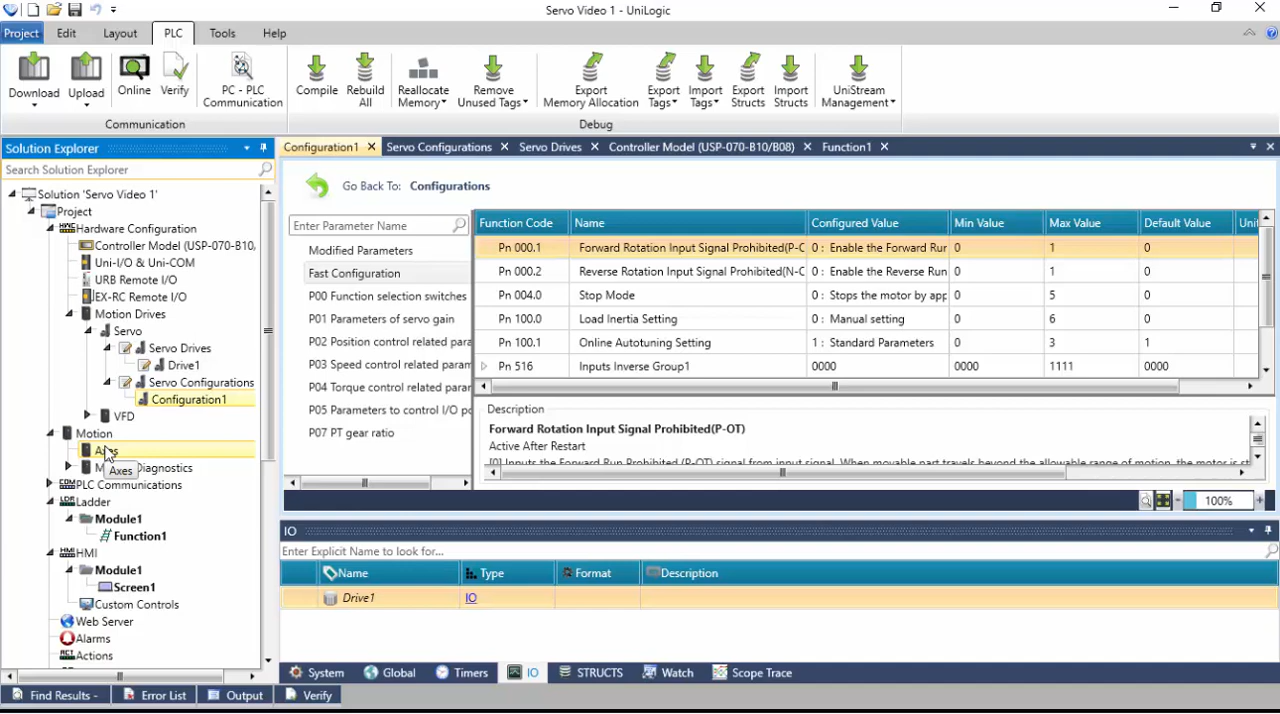 Servo Video 1 - UniLogic
Project Edit Layout PLC Tools Help
Download Upload Online Verify PC - PLC Communication Compile Rebuild All Reallocate Memory Remove Unused Tags Export Memory Allocation Export Tags Import Tags Export Structs Import Structs UniStream Management
Communication Debug
Solution Explorer
Search Solution Explorer
Solution 'Servo Video 1'
Project
Hardware Configuration
Controller Model (USP-070-B10,
Uni-I/O & Uni-COM
URB Remote I/O
EX-RC Remote I/O
Motion Drives
Servo
Servo Drives
Drive1
Servo Configurations
Configuration1
VFD
Motion
Axes
Diagnostics
PLC Communications
Ladder
Module1
Function1
HMI
Module1
Screen1
Custom Controls
Web Server
Alarms
Actions
Configuration1 Servo Configurations Servo Drives Controller Model (USP-070-B10/B08) Function1
Go Back To: Configurations
Enter Parameter Name
Modified Parameters
Fast Configuration
P00 Function selection switches
P01 Parameters of servo gain
P02 Position control related para
P03 Speed control related param
P04 Torque control related param
P05 Parameters to control I/O po
P07 PT gear ratio
Function Code Name Configured Value Min Value Max Value Default Value Unit
Pn 000.1 Forward Rotation Input Signal Prohibited(P-O 0 : Enable the Forward Run 0 1 0
Pn 000.2 Reverse Rotation Input Signal Prohibited(N-O 0 : Enable the Reverse Run 0 1 0
Pn 004.0 Stop Mode 0 : Stops the motor by app 0 5 0
Pn 100.0 Load Inertia Setting 0 : Manual setting 0 6 0
Pn 100.1 Online Autotuning Setting 1 : Standard Parameters 0 3 1
Pn 516 Inputs Inverse Group1 0000 0000 1111 0000
Description
Forward Rotation Input Signal Prohibited(P-OT)
Active After Restart
[0] Inputs the Forward Run Prohibited (P-OT) signal from input signal. When movable part travels beyond the allowable range of motion, the motor is st
100%
IO
Enter Explicit Name to look for...
Name Type Format Description
Drive1 IO
System Global Timers IO STRUCTS Watch Scope Trace
Find Results - Error List Output Verify